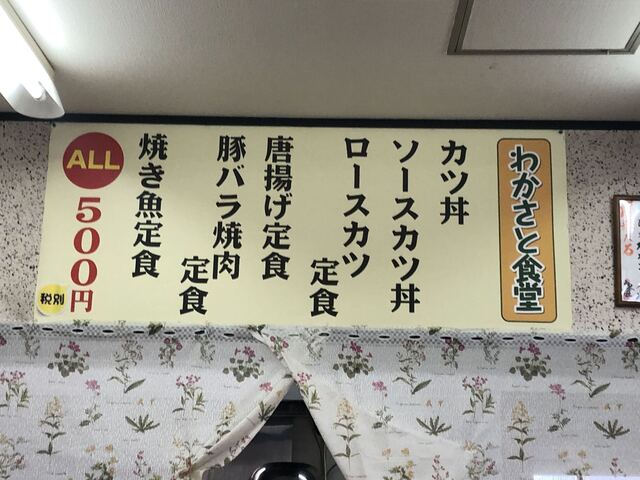 わかさと食堂
カツ丼
ソースカツ丼
ロースカツ
定食
唐揚げ定食
豚バラ焼肉
定食
焼き魚定食
ALL
500円
税別